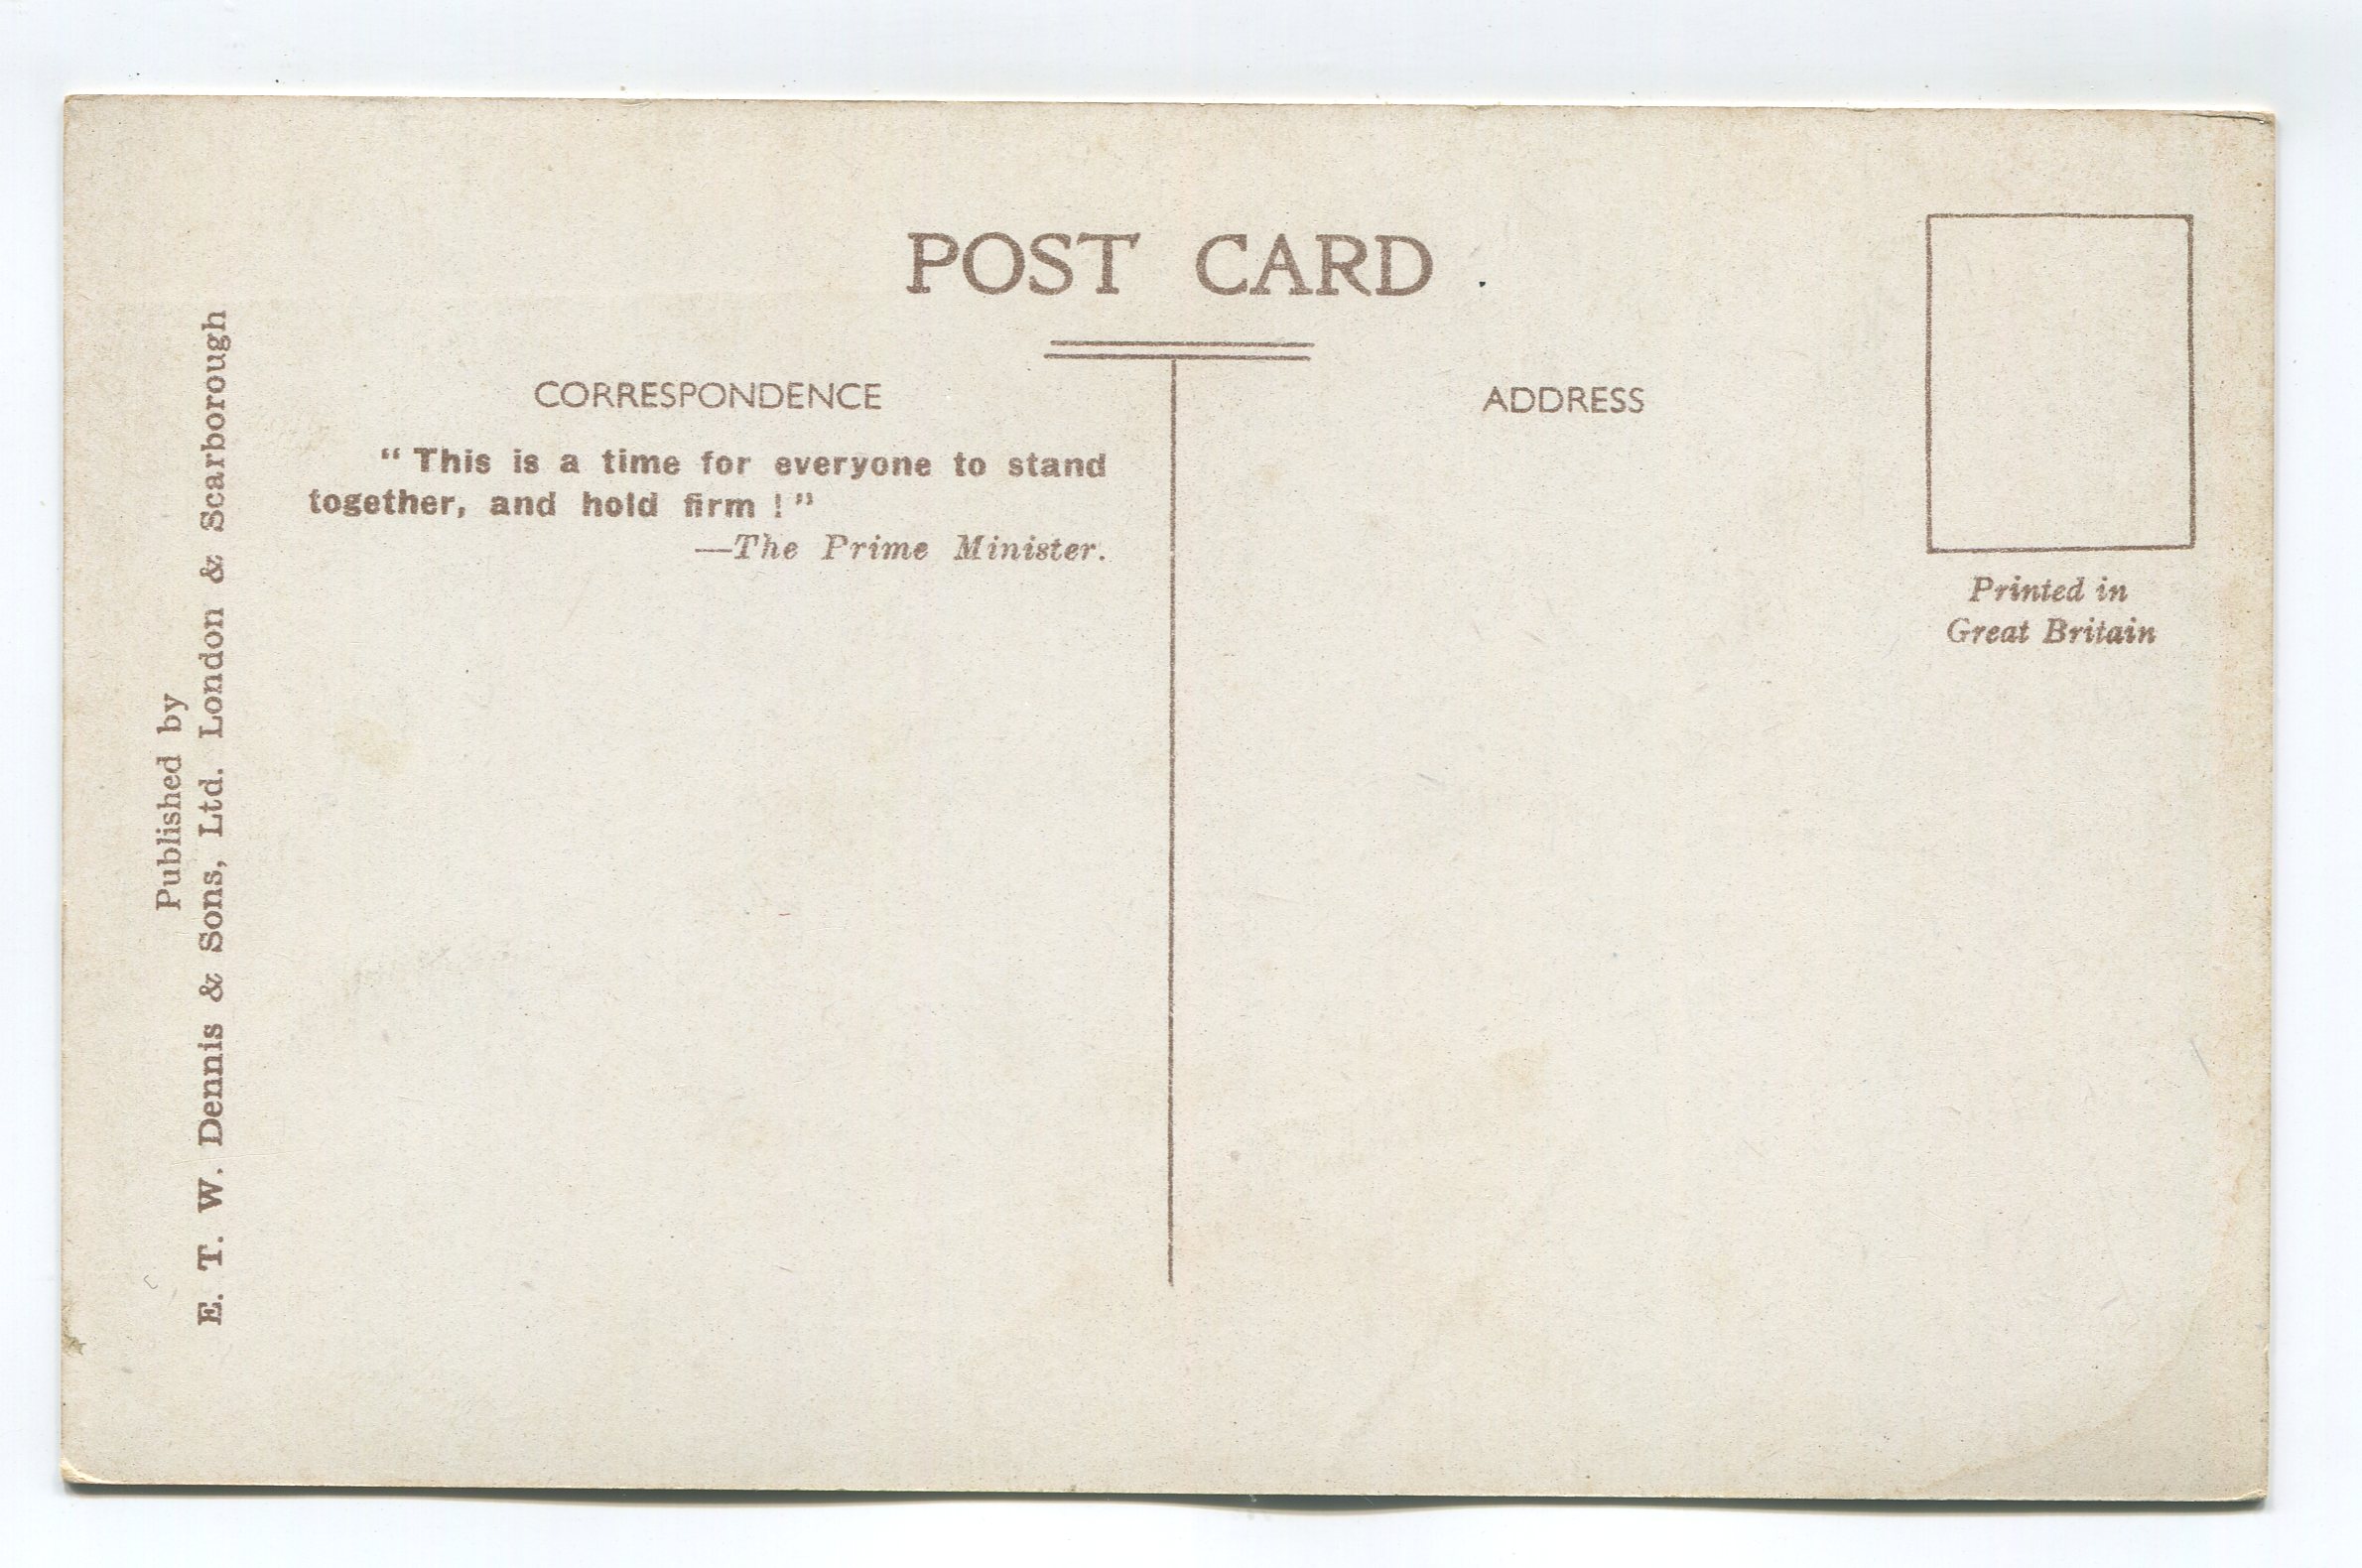 POST CARD
CORRESPONDENCE
“ This is a time for everyone to stand
together, and hold firm ! ”
—The Prime Minister.
ADDRESS
Printed in
Great Britain
Published by
E. T. W. Dennis & Sons, Ltd. London & Scarborough